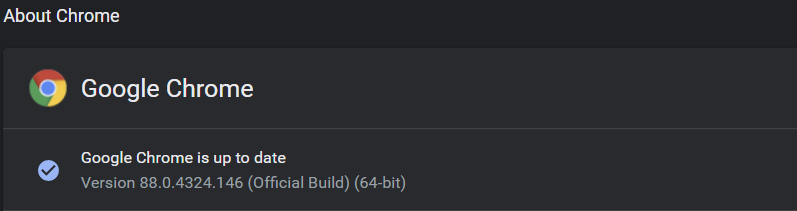 About Chrome
Google Chrome
Google Chrome is up to date
Version 88.0.4324.146 (Official Build) (64-bit)